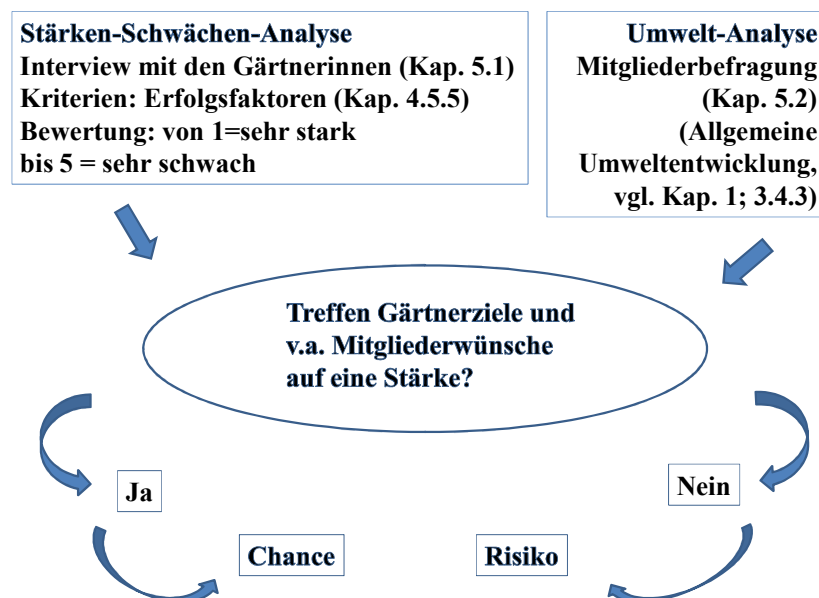 Stärken-Schwächen-Analyse
Interview mit den Gärtnerinnen (Kap. 5.1)
Kriterien: Erfolgsfaktoren (Kap. 4.5.5)
Bewertung: von 1=sehr stark
bis 5 = sehr schwach
Umwelt-Analyse
Mitgliederbefragung
(Kap. 5.2)
(Allgemeine
Umweltentwicklung,
vgl. Kap. 1; 3.4.3)
Treffen Gärtnerziele und
v.a. Mitgliederwünsche
auf eine Stärke?
Ja
Nein
Chance
Risiko